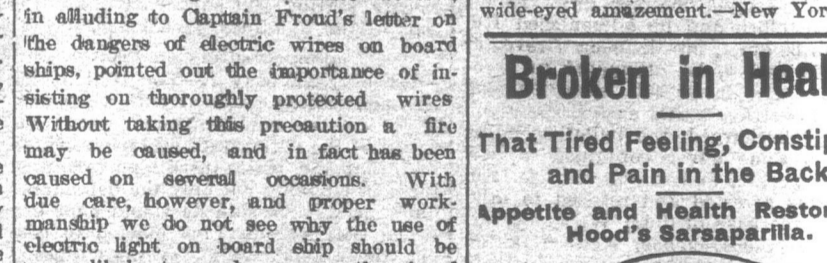 in alluding to Captain Froud's letter on
the dangers of electric wires on board
ships, pointed out the importance of in-
sisting on thoroughly protected wires
Without taking this precaution a fire
may be caused, and in fact has been
caused on several occasions. With
due care, however, and proper work-
manship we do not see why the use of
electric light on board ship should be
wide-eyed amazement.—New Yor
Broken in Heal
That Tired Feeling, Consti
and Pain in the Back
Appetite and Health Restor
Hood's Sarsaparilla.